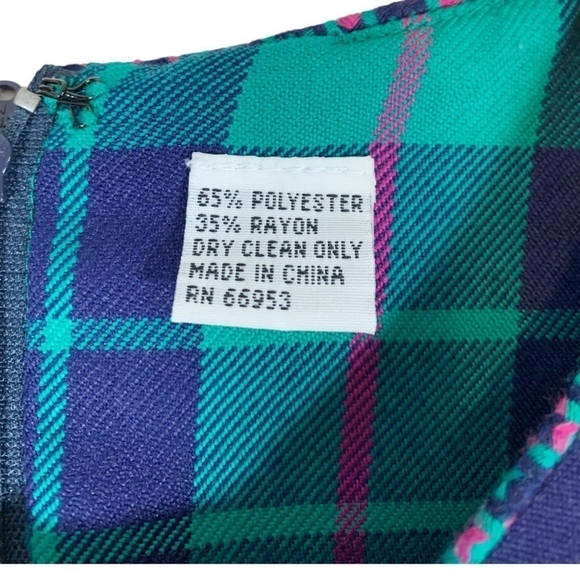 65% POLYESTER
35% RAYON
DRY CLEAN ONLY
MADE IN CHINA
RN 66953